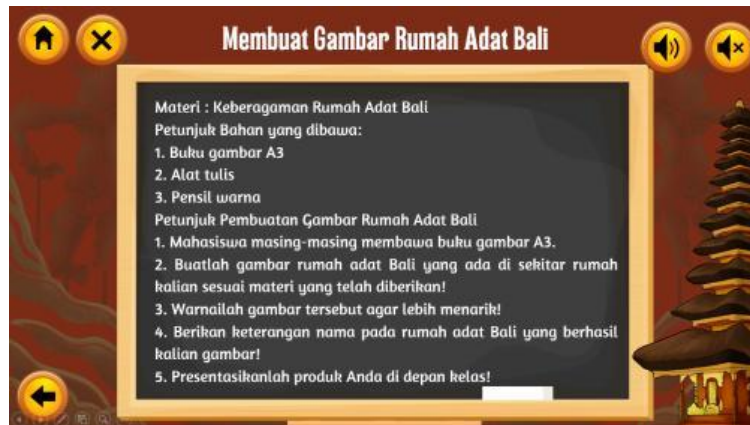 Membuat Gambar Rumah Adat Bali
Materi : Keberagaman Rumah Adat Bali
Petunjuk Bahan yang dibawa:
1. Buku gambar A3
2. Alat tulis
3. Pensil warna
Petunjuk Pembuatan Gambar Rumah Adat Bali
1. Mahasiswa masing-masing membawa buku gambar A3.
2. Buatlah gambar rumah adat Bali yang ada di sekitar rumah
kalian sesuai materi yang telah diberikan!
3. Warnailah gambar tersebut agar lebih menarik!
4. Berikan keterangan nama pada rumah adat Bali yang berhasil
kalian gambar!
5. Presentasikanlah produk Anda di depan kelas!